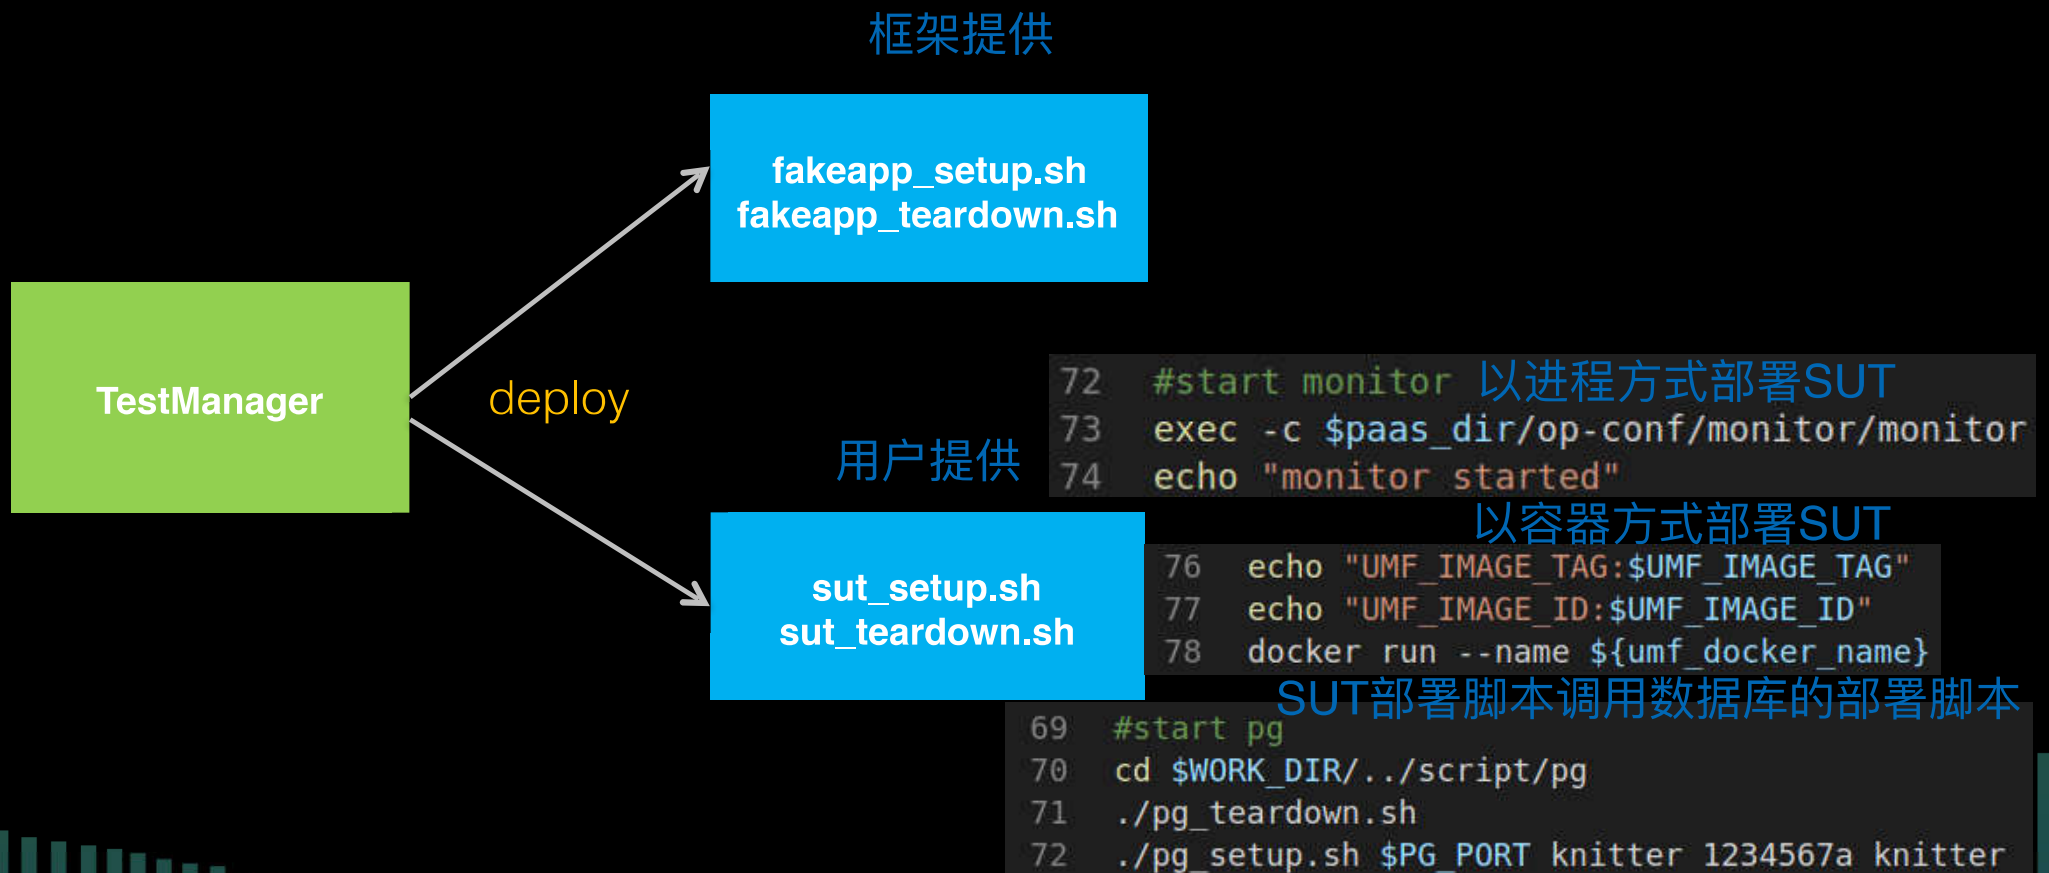 框架提供
fakeapp_setup.sh
fakeapp_teardown.sh
TestManager
deploy
用户提供
72 #start monitor 以进程方式部署SUT
73 exec -c $paas_dir/op-conf/monitor/monitor
74 echo "monitor started"
以容器方式部署SUT
sut_setup.sh
sut_teardown.sh
76 echo "UMF_IMAGE_TAG:$UMF_IMAGE_TAG"
77 echo "UMF_IMAGE_ID:$UMF_IMAGE_ID"
78 docker run --name ${umf_docker_name}
SUT部署脚本调用数据库的部署脚本
69 #start pg
70 cd $WORK_DIR/../script/pg
71 ./pg_teardown.sh
72 ./pg_setup.sh $PG_PORT knitter 1234567a knitter